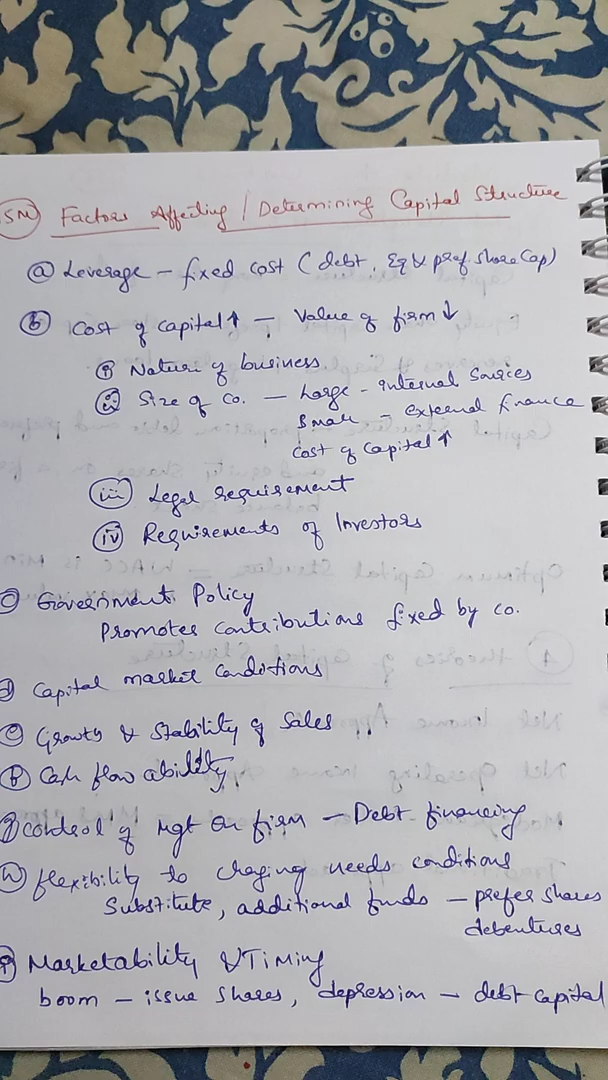 5M Factors Affecting / Determining Capital Structure
a Leverage - fixed cost (debt, Eq & pref. share Cap)
b Cost of capital ↑ - Value of firm ↓
i Nature of business
ii Size of Co. - Large - internal sources
Small - external finance
Cost of Capital ↑
iii Legal requirement
iv Requirements of Investors
c Government Policy
Promotes contributions fixed by co.
d Capital market conditions
e Growth & Stability of Sales
f Cash flow ability
g control of mgt on firm - Debt financing
h flexibility to changing needs conditions
Substitute, additional funds - prefer shares
debentures
i Marketability & Timing
boom - issue shares, depression - debt capital